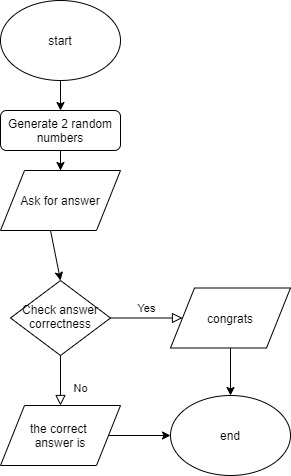 start
Generate 2 random
numbers
Ask for answer
Check answer
correctness
Yes
congrats
No
the correct
answer is
end